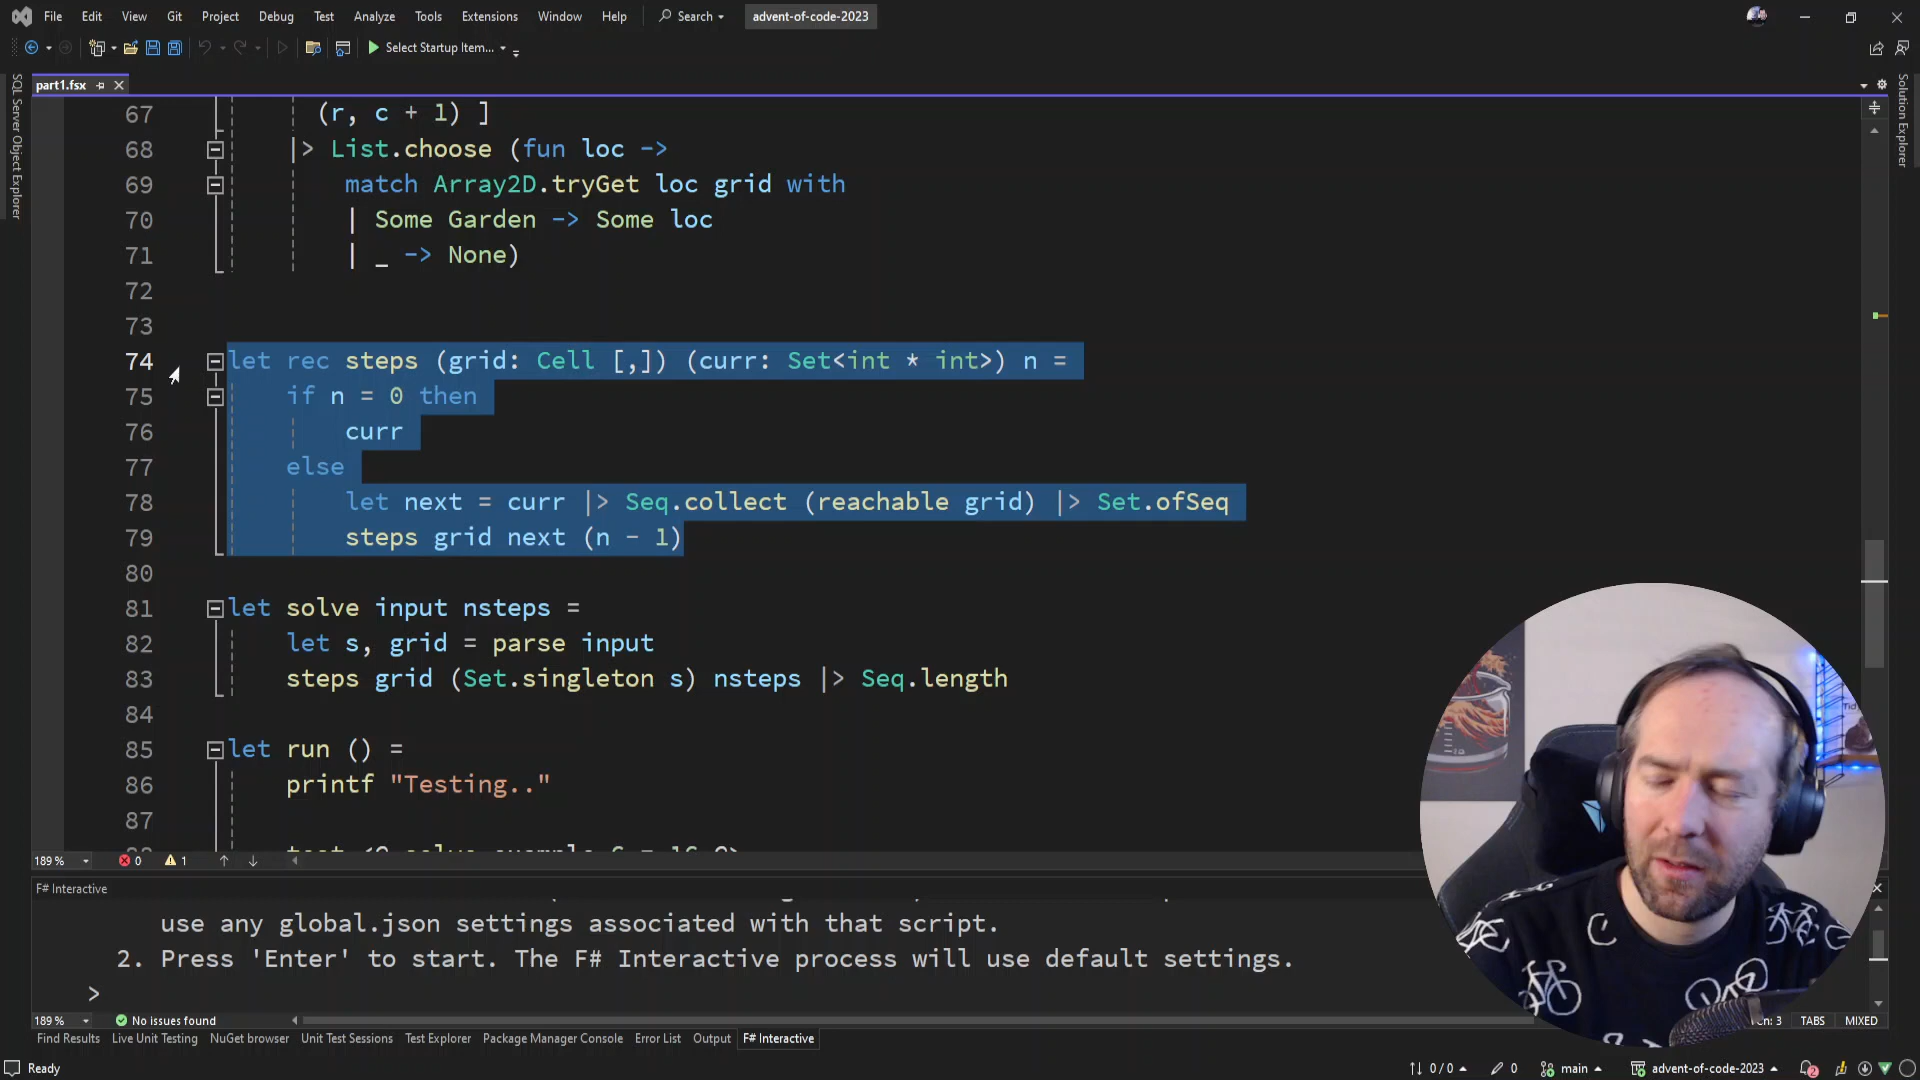 File Edit View Git Project Debug Test Analyze Tools Extensions Window Help Search advent-of-code-2023
Select Startup Item...
part1.fsx
SQL Server Object Explorer
Solution Explorer
67 (r, c + 1) ]
68 |> List.choose (fun loc ->
69 match Array2D.tryGet loc grid with
70 | Some Garden -> Some loc
71 | _ -> None)
72
73
74 let rec steps (grid: Cell [,]) (curr: Set<int * int>) n =
75 if n = 0 then
76 curr
77 else
78 let next = curr |> Seq.collect (reachable grid) |> Set.ofSeq
79 steps grid next (n - 1)
80
81 let solve input nsteps =
82 let s, grid = parse input
83 steps grid (Set.singleton s) nsteps |> Seq.length
84
85 let run () =
86 printf "Testing.."
87
189 % 0 1
F# Interactive
use any global.json settings associated with that script.
2. Press 'Enter' to start. The F# Interactive process will use default settings.
>
189 % No issues found TABS MIXED
Find Results Live Unit Testing NuGet browser Unit Test Sessions Test Explorer Package Manager Console Error List Output F# Interactive
Ready 0 / 0 0 main advent-of-code-2023 2